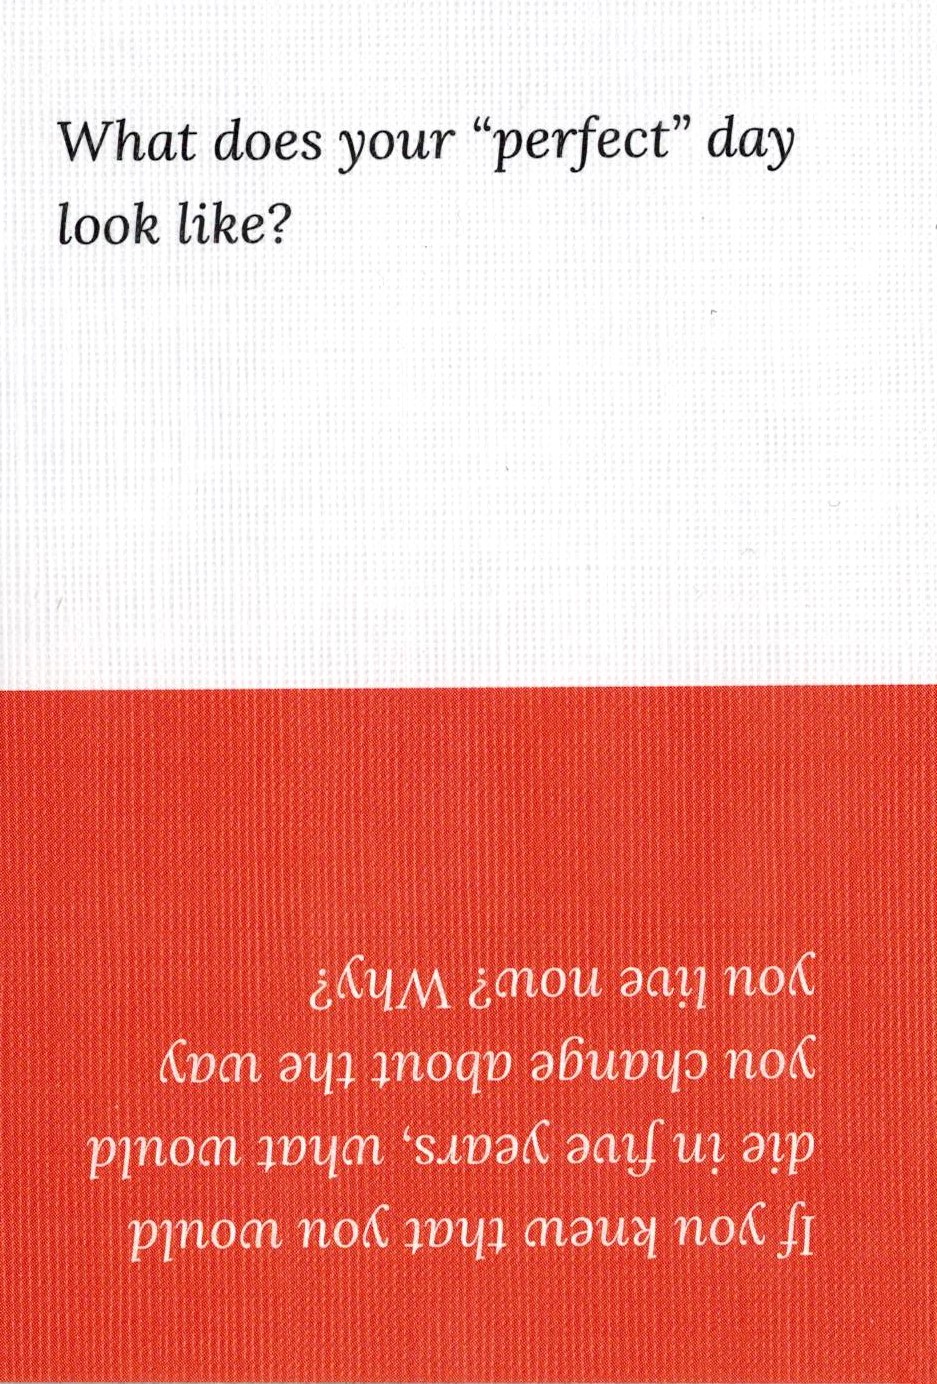 What does your “perfect” day
look like?
If you knew that you would
die in five years, what would
you change about the way
you live now? Why?